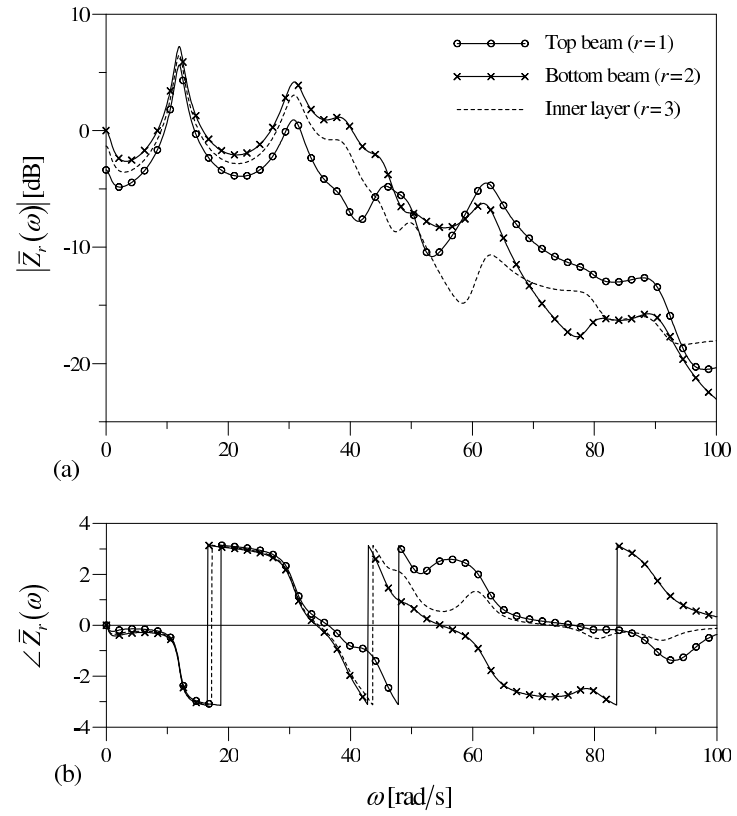 10
0
-10
-20
|Z̄ᵣ(ω)| [dB]
Top beam (r=1)
Bottom beam (r=2)
Inner layer (r=3)
0 20 40 60 80 100
(a)
4
2
0
-2
-4
∠Z̄ᵣ(ω)
0 20 40 60 80 100
(b)
ω [rad/s]